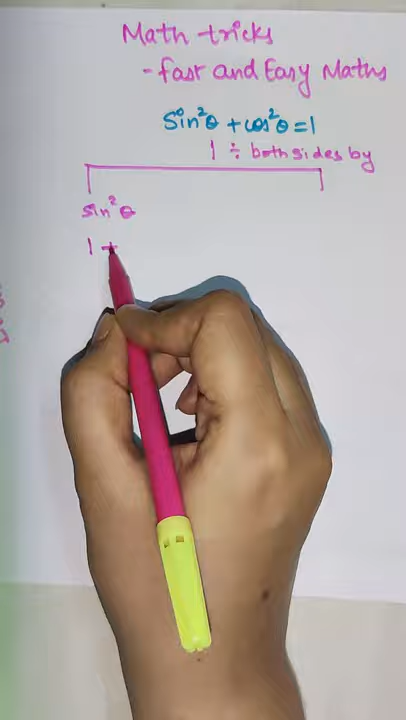 Math tricks
- fast and Easy Maths
Sin²θ + cos²θ = 1
1 ÷ both sides by
sin²θ
1 +